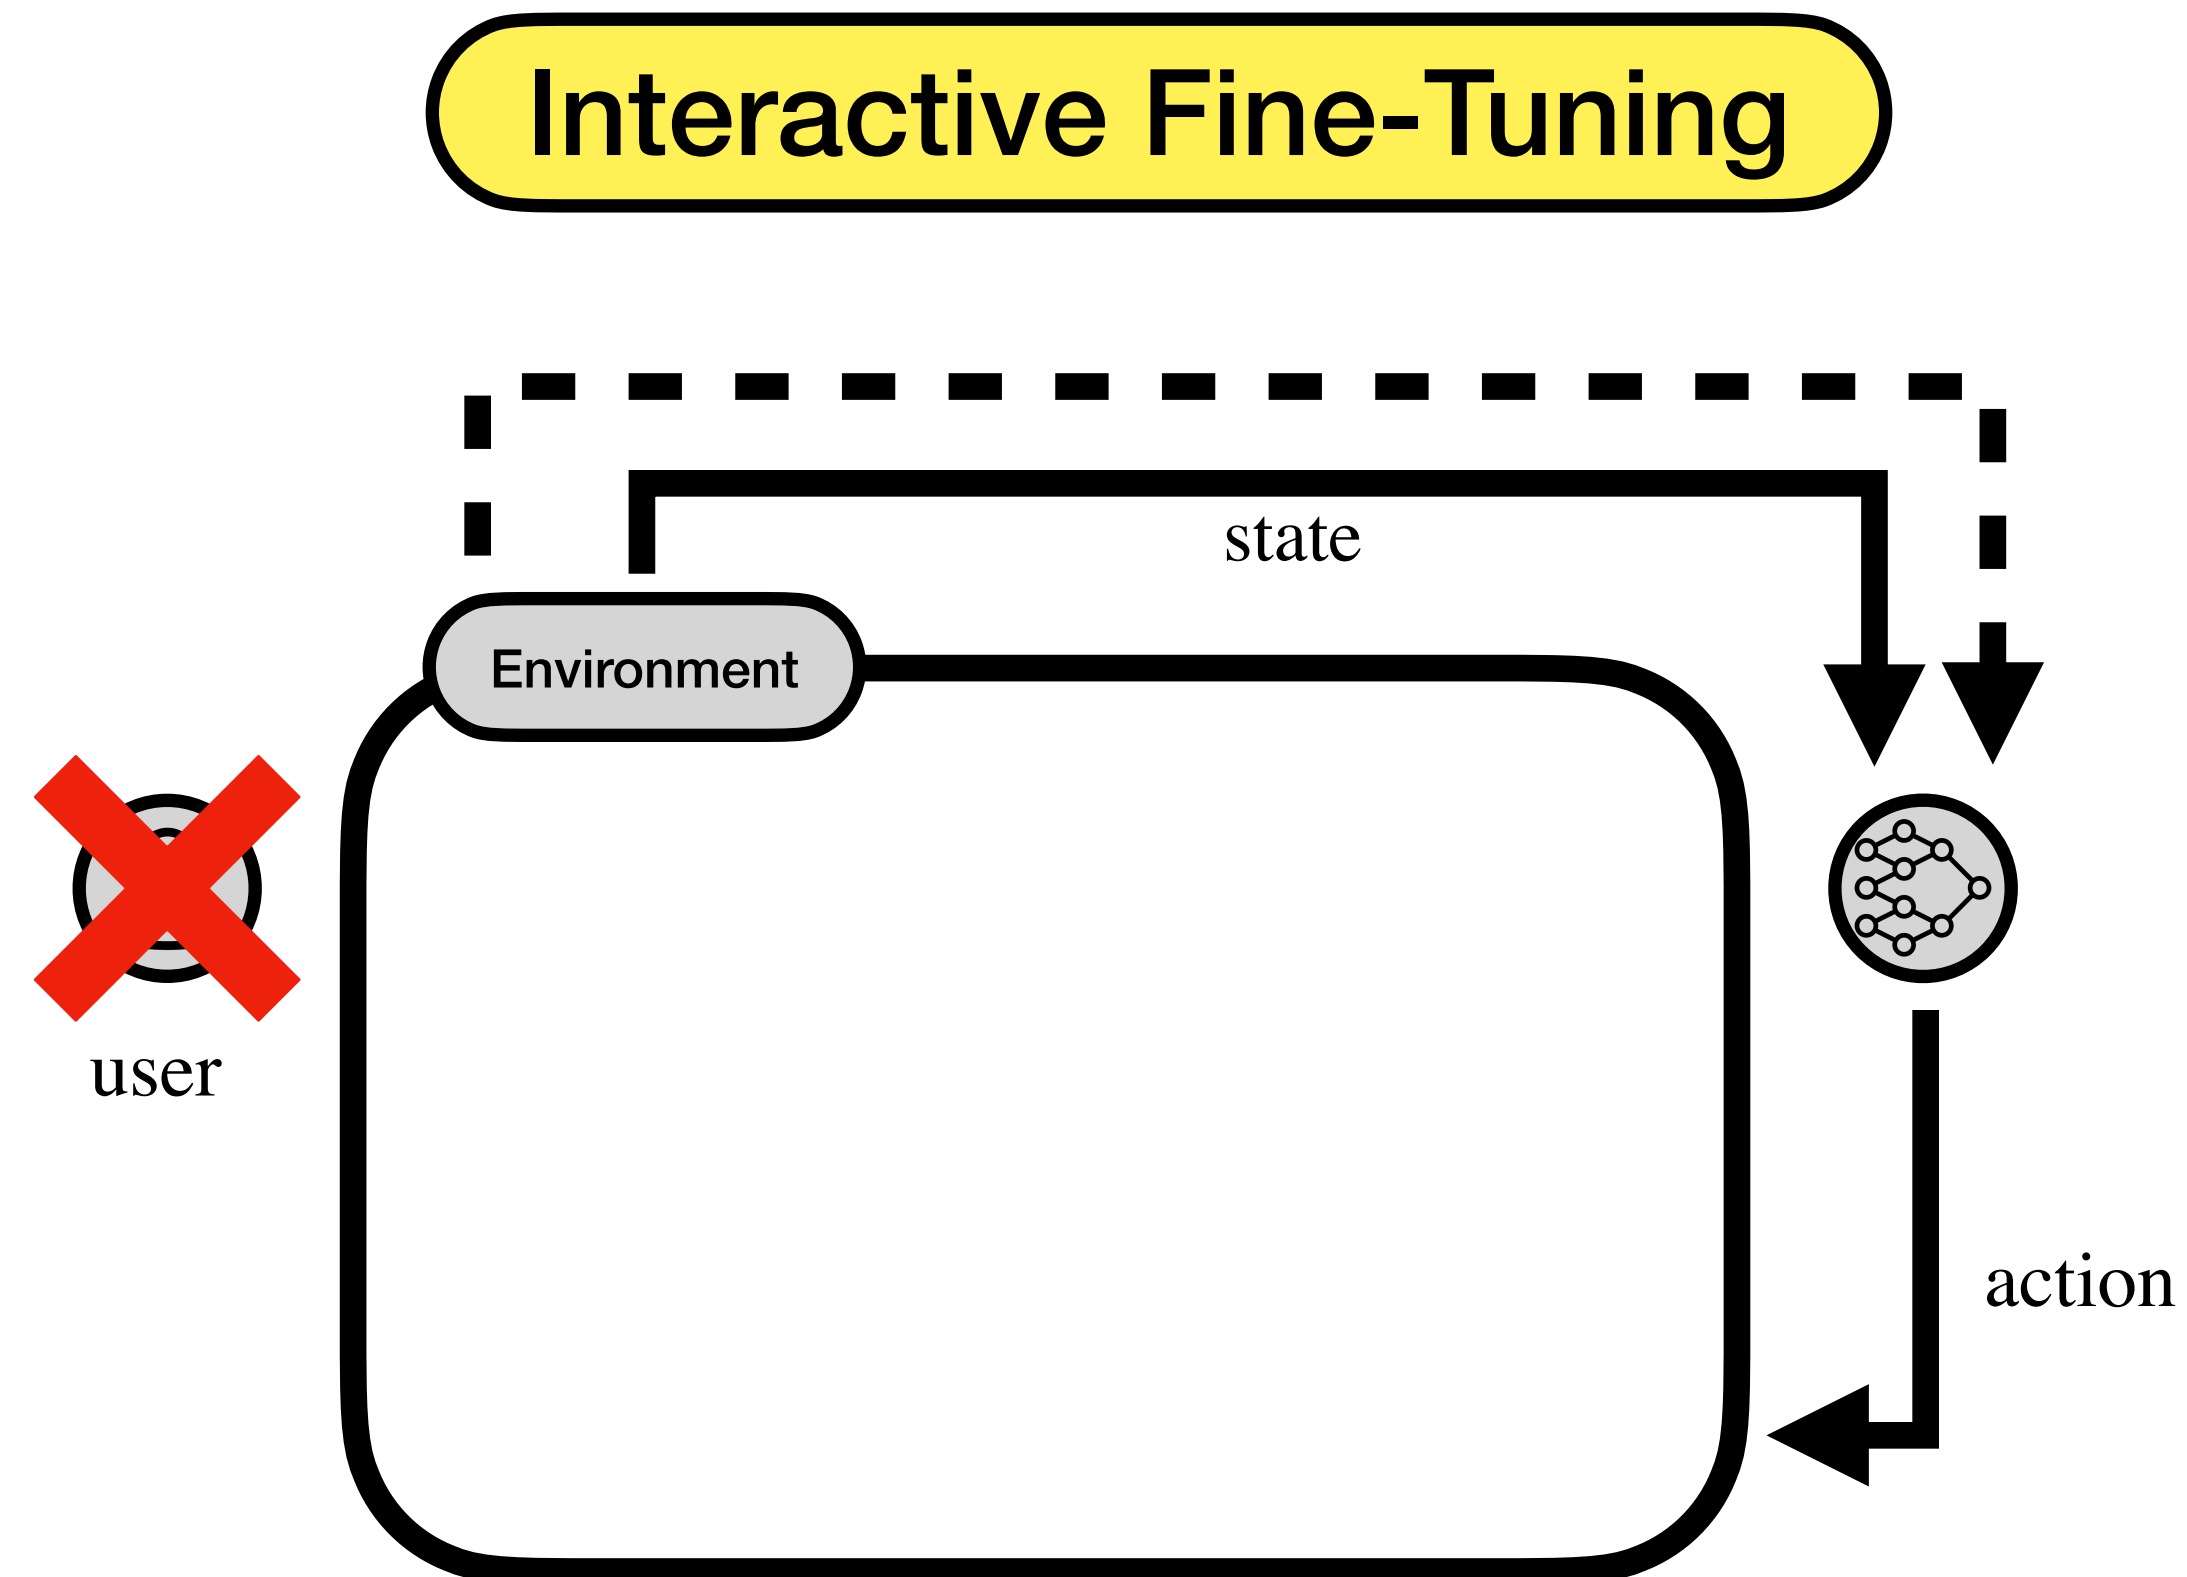 Interactive Fine-Tuning
state
Environment
user
action